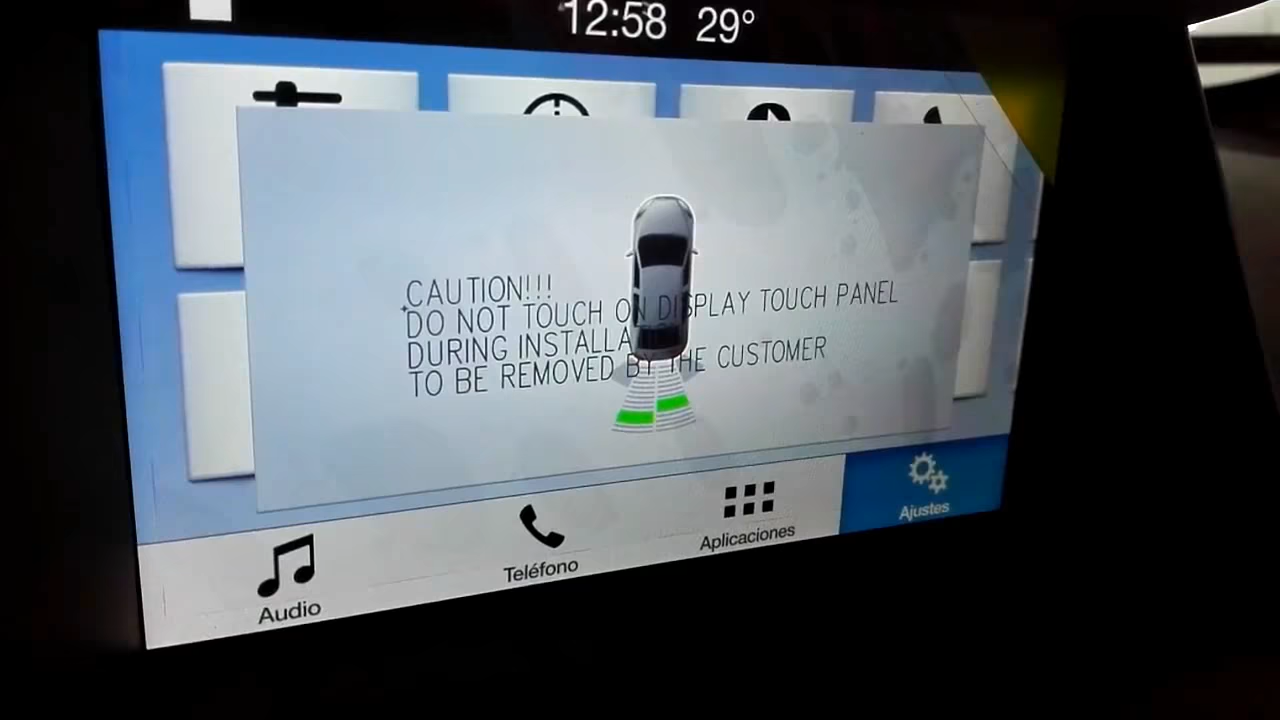 12:58 29°
CAUTION!!!
DO NOT TOUCH ON DISPLAY TOUCH PANEL
DURING INSTALLA
TO BE REMOVED BY THE CUSTOMER
Audio
Teléfono
Aplicaciones
Ajustes